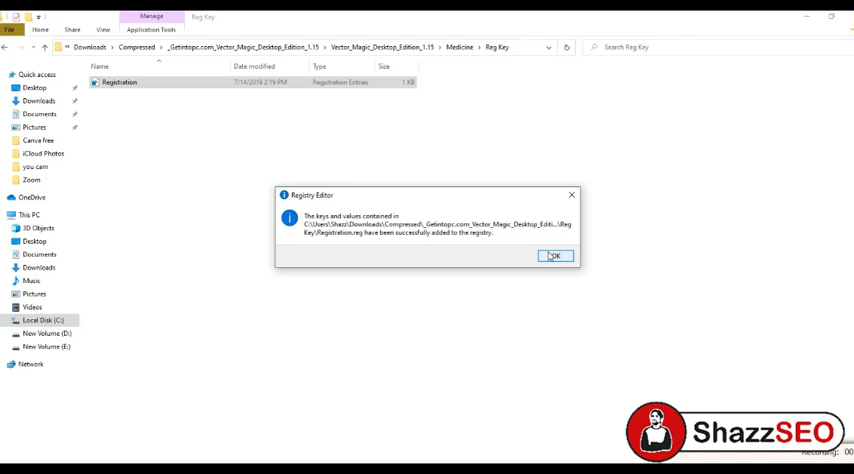 Manage
Reg Key
File
Home
Share
View
Application Tools
« Downloads › Compressed › _Getintopc.com_Vector_Magic_Desktop_Edition_1.15 › Vector_Magic_Desktop_Edition_1.15 › Medicine › Reg Key
Search Reg Key
Name
Date modified
Type
Size
Registration
7/14/2019 2:19 PM
Registration Entries
1 KB
Quick access
Desktop
Downloads
Documents
Pictures
Canva free
iCloud Photos
you cam
Zoom
OneDrive
This PC
3D Objects
Desktop
Documents
Downloads
Music
Pictures
Videos
Local Disk (C:)
New Volume (D:)
New Volume (E:)
Network
Registry Editor
The keys and values contained in
C:\Users\Shazz\Downloads\Compressed\_Getintopc.com_Vector_Magic_Desktop_Editi...\Reg
Key\Registration.reg have been successfully added to the registry.
OK
ShazzSEO
Recording: 00